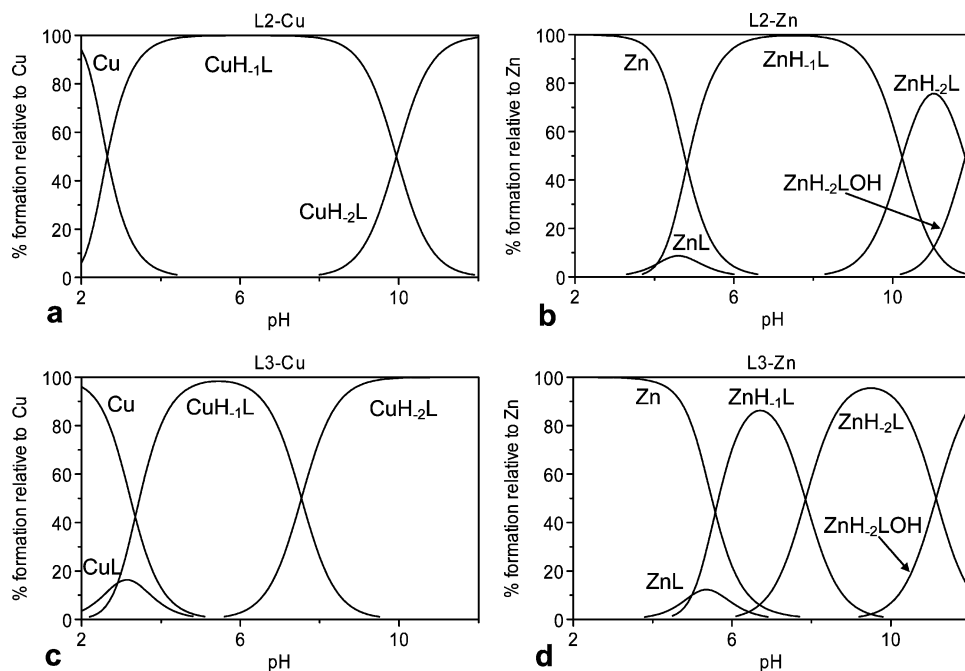 L2-Cu
% formation relative to Cu
100
80
60
40
20
0
2
6
10
pH
Cu
CuH-1L
CuH-2L
a
L2-Zn
% formation relative to Zn
100
80
60
40
20
0
2
6
10
pH
Zn
ZnH-1L
ZnH-2L
ZnH-2LOH
ZnL
b
L3-Cu
% formation relative to Cu
100
80
60
40
20
0
2
6
10
pH
Cu
CuH-1L
CuH-2L
CuL
c
L3-Zn
% formation relative to Zn
100
80
60
40
20
0
2
6
10
pH
Zn
ZnH-1L
ZnH-2L
ZnH-2LOH
ZnL
d